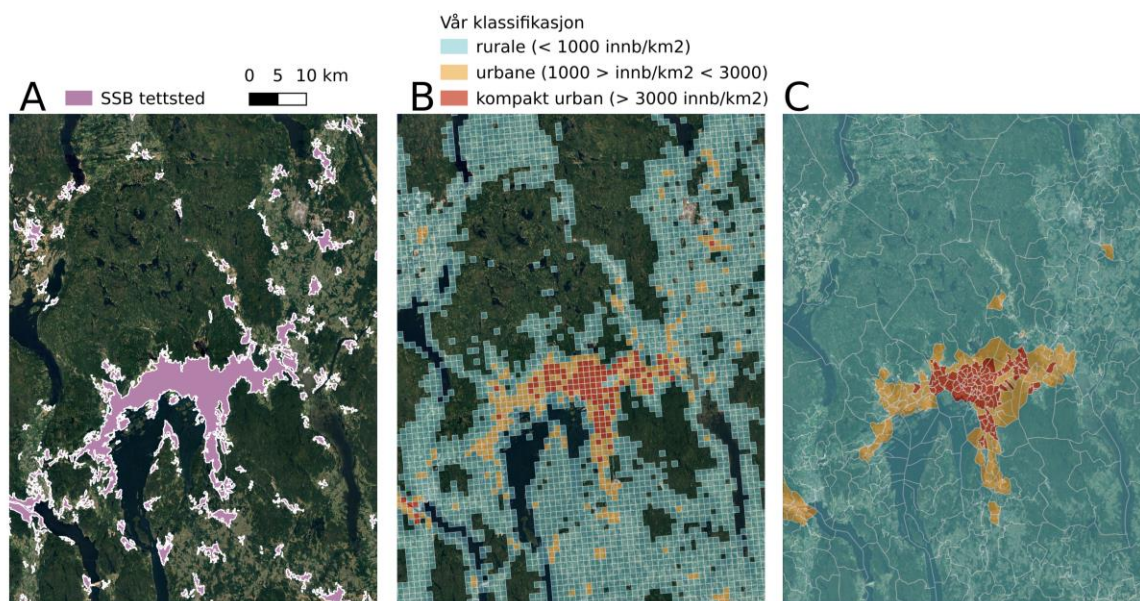 Vår klassifikasjon
rurale (< 1000 innb/km2)
0 5 10 km
urbane (1000 > innb/km2 < 3000)
A
SSB tettsted
B
kompakt urban (> 3000 innb/km2)
C